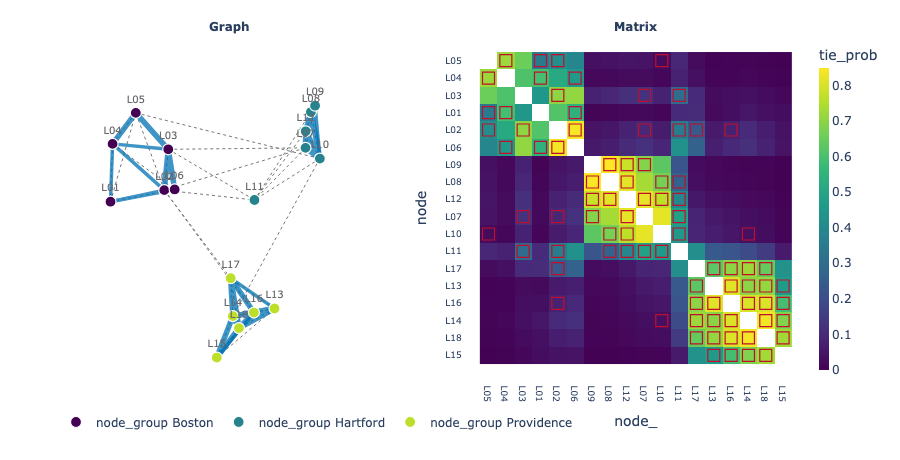 Graph
Matrix
L05
L04
L03
L01
L06
L09
L10
L11
L17
L16
L13
L14
node
L05
L04
L03
L01
L02
L06
L09
L08
L12
L07
L10
L11
L17
L13
L16
L14
L18
L15
L05
L04
L03
L01
L02
L06
L09
L08
L12
L07
L10
L11
L17
L13
L16
L14
L18
L15
node_
tie_prob
0.8
0.7
0.6
0.5
0.4
0.3
0.2
0.1
0
node_group Boston
node_group Hartford
node_group Providence